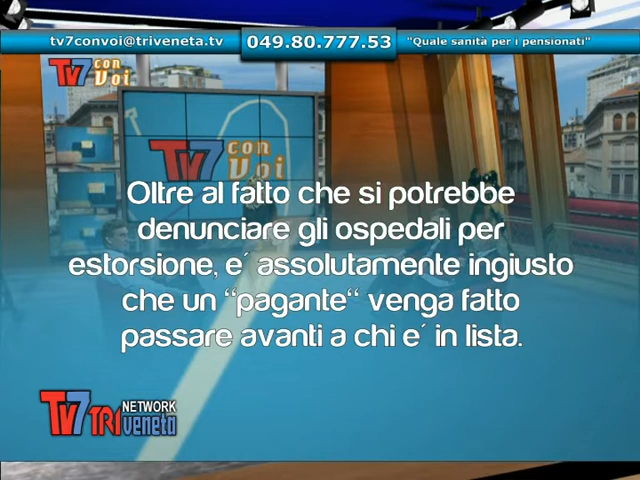 tv7convoi@triveneta.tv
049.80.777.53
"Quale sanità per i pensionati"
Tv7 con Voi
Tv7 con Voi
Oltre al fatto che si potrebbe
denunciare gli ospedali per
estorsione, e´ assolutamente ingiusto
che un “pagante“ venga fatto
passare avanti a chi e´ in lista.
Tv7 NETWORK
TRIveneta